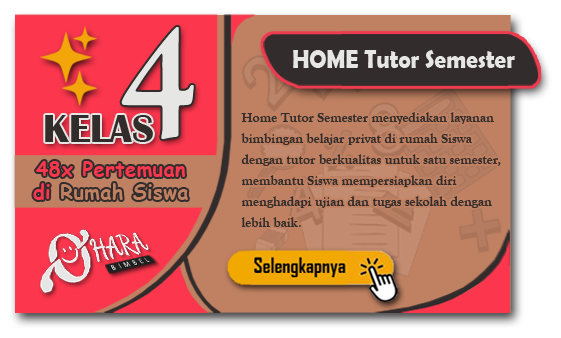 KELAS 4
48x Pertemuan
di Rumah Siswa
OHARA
BIMBEL
HOME Tutor Semester
Home Tutor Semester menyediakan layanan
bimbingan belajar privat di rumah Siswa
dengan tutor berkualitas untuk satu semester,
membantu Siswa mempersiapkan diri
menghadapi ujian dan tugas sekolah dengan
lebih baik.
Selengkapnya